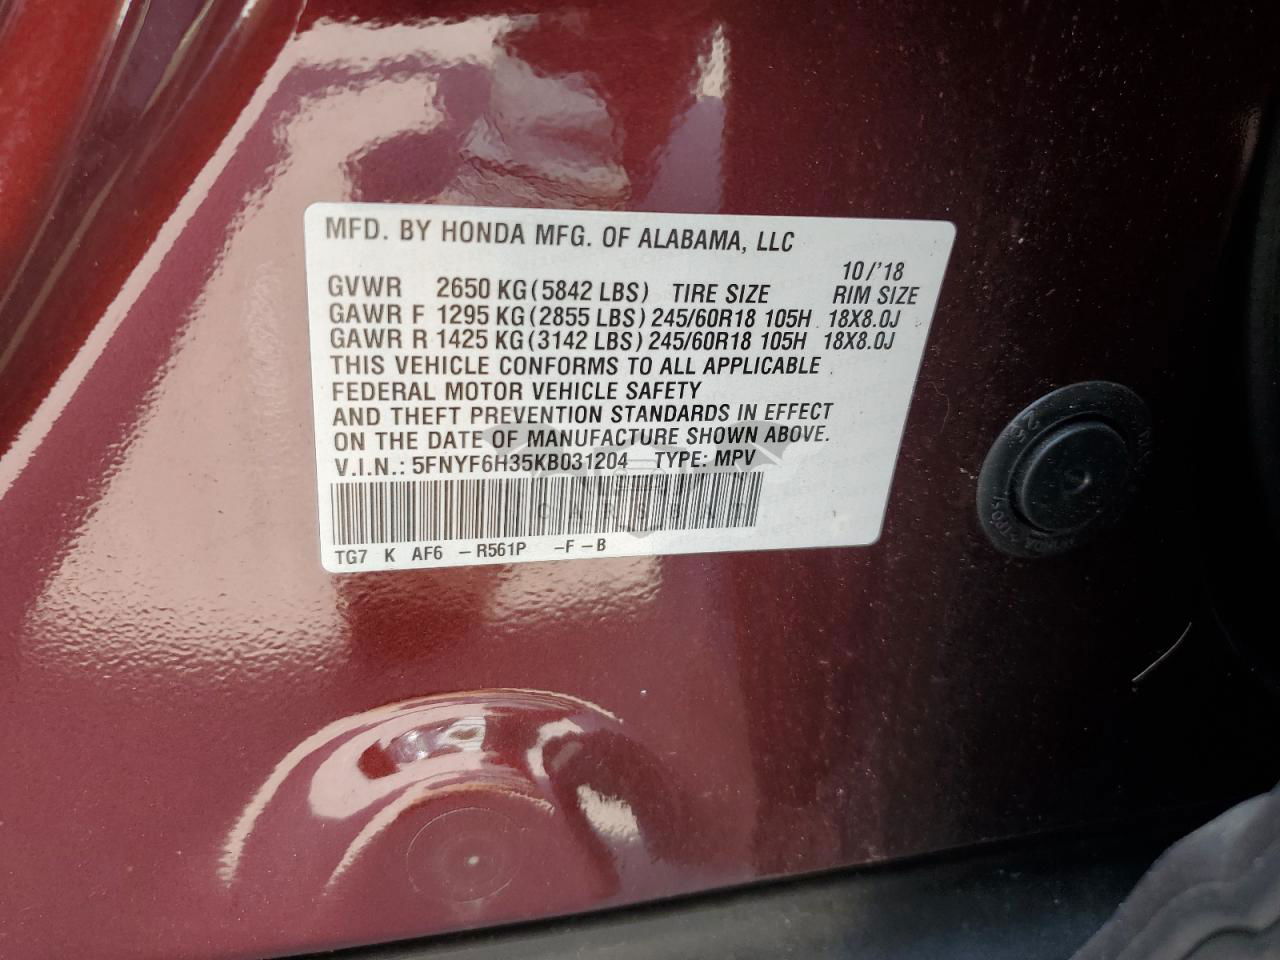 MFD. BY HONDA MFG. OF ALABAMA, LLC
10/'18
GVWR 2650 KG (5842 LBS) TIRE SIZE RIM SIZE
GAWR F 1295 KG (2855 LBS) 245/60R18 105H 18X8.0J
GAWR R 1425 KG (3142 LBS) 245/60R18 105H 18X8.0J
THIS VEHICLE CONFORMS TO ALL APPLICABLE
FEDERAL MOTOR VEHICLE SAFETY
AND THEFT PREVENTION STANDARDS IN EFFECT
ON THE DATE OF MANUFACTURE SHOWN ABOVE.
V.I.N.: 5FNYF6H35KB031204 TYPE: MPV
CARSBAT
TG7 K AF6 -R561P -F-B
25